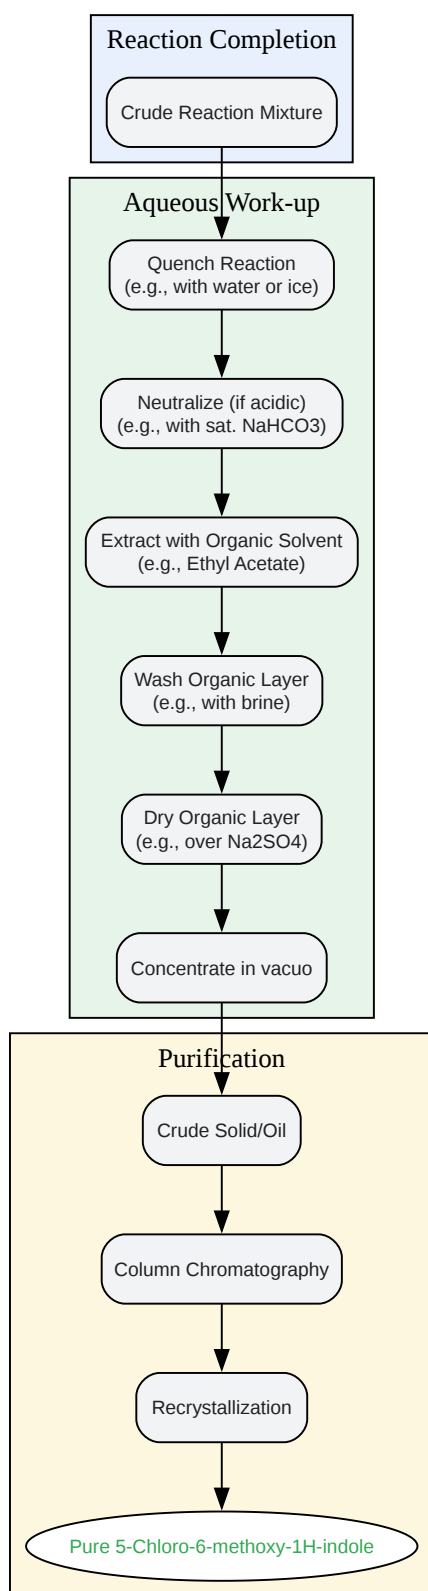 Reaction Completion
Crude Reaction Mixture
Aqueous Work-up
Quench Reaction
(e.g., with water or ice)
Neutralize (if acidic)
(e.g., with sat. NaHCO3)
Extract with Organic Solvent
(e.g., Ethyl Acetate)
Wash Organic Layer
(e.g., with brine)
Dry Organic Layer
(e.g., over Na2SO4)
Concentrate in vacuo
Purification
Crude Solid/Oil
Column Chromatography
Recrystallization
Pure 5-Chloro-6-methoxy-1H-indole